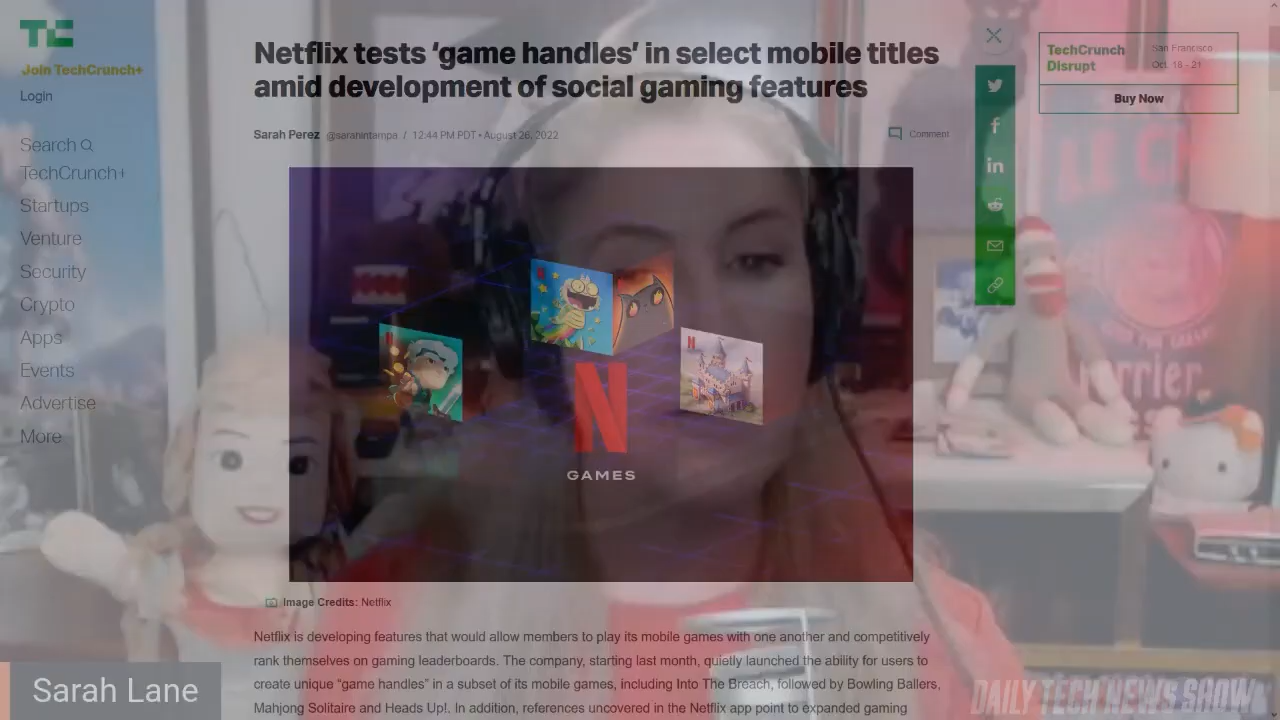 TC
Join TechCrunch+
Login
Search
TechCrunch+
Startups
Venture
Security
Crypto
Apps
Events
Advertise
More
Netflix tests ‘game handles’ in select mobile titles
amid development of social gaming features
Sarah Perez @sarahintampa / 12:44 PM PDT • August 26, 2022
Comment
N
GAMES
Image Credits: Netflix
Netflix is developing features that would allow members to play its mobile games with one another and competitively
rank themselves on gaming leaderboards. The company, starting last month, quietly launched the ability for users to
create unique “game handles” in a subset of its mobile games, including Into The Breach, followed by Bowling Ballers,
Mahjong Solitaire and Heads Up!. In addition, references uncovered in the Netflix app point to expanded gaming
TechCrunch
Disrupt
San Francisco
Oct. 18 - 21
Buy Now
Sarah Lane
DAILY TECH NEWS SHOW